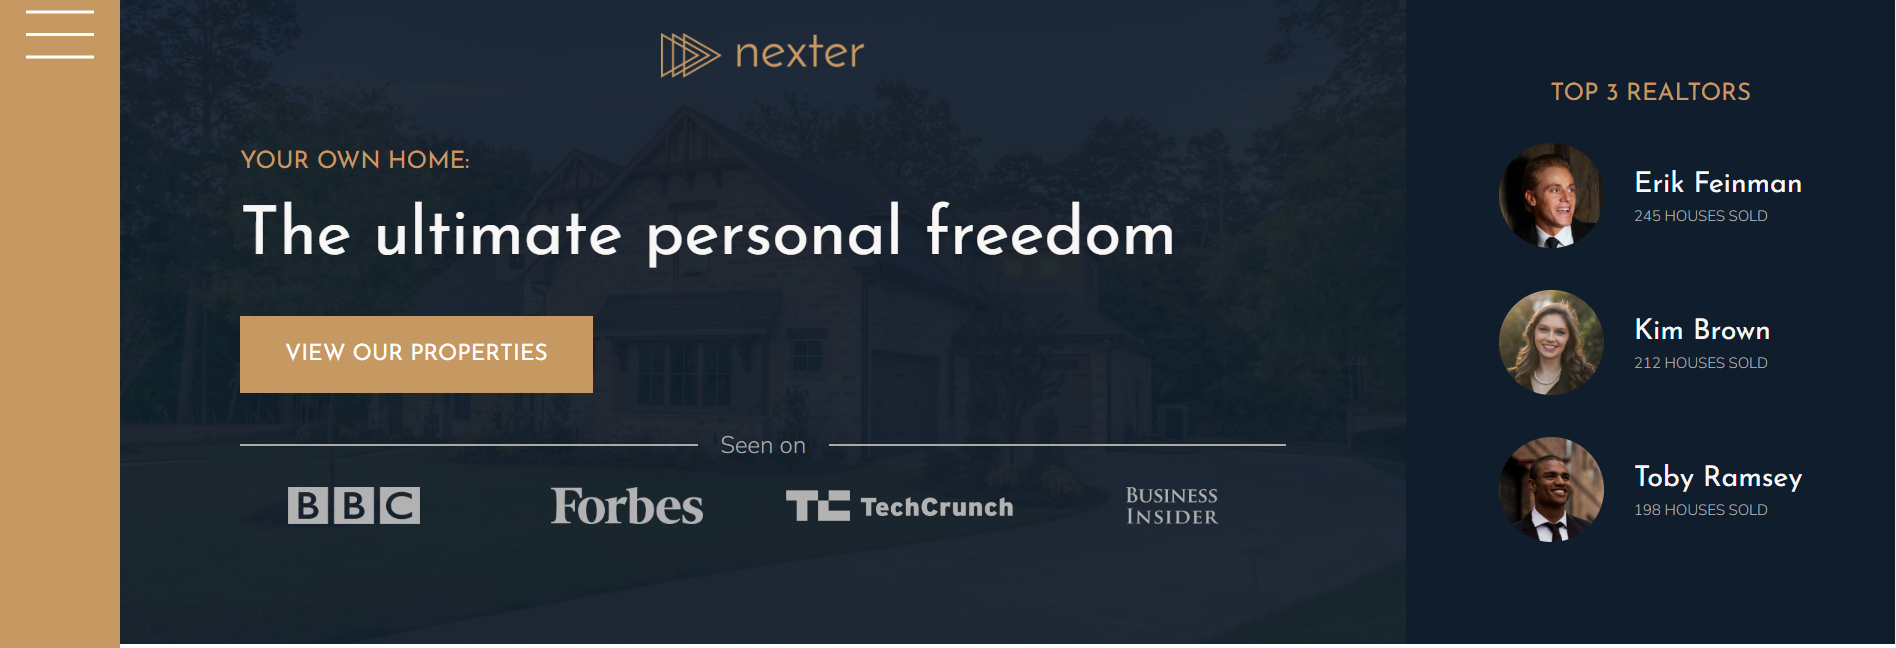 nexter
YOUR OWN HOME:
The ultimate personal freedom
VIEW OUR PROPERTIES
Seen on
BBC
Forbes
TC TechCrunch
BUSINESS
INSIDER
TOP 3 REALTORS
Erik Feinman
245 HOUSES SOLD
Kim Brown
212 HOUSES SOLD
Toby Ramsey
198 HOUSES SOLD